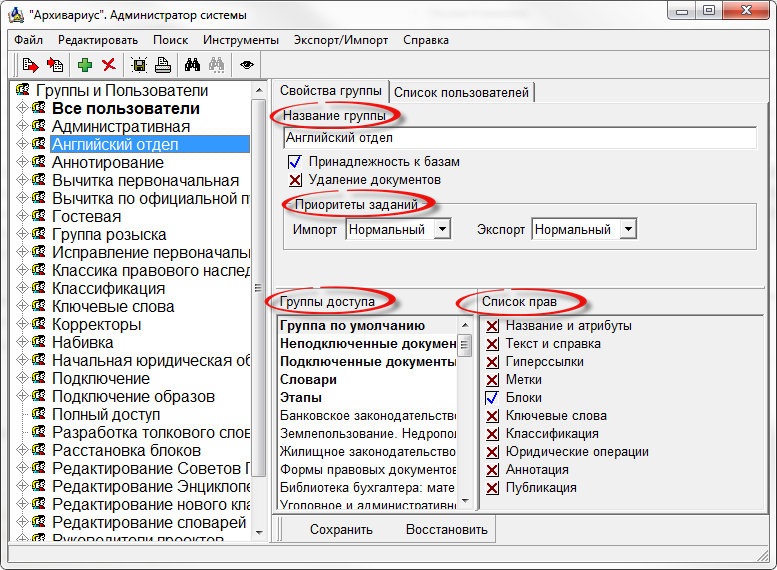 "Архивариус". Администратор системы
Файл Редактировать Поиск Инструменты Экспорт/Импорт Справка
Группы и Пользователи
Все пользователи
Административная
Английский отдел
Аннотирование
Вычитка первоначальная
Вычитка по официальной п
Гостевая
Группа розыска
Исправление первоначаль
Классика правового наслед
Классификация
Ключевые слова
Корректоры
Набивка
Начальная юридическая об
Подключение
Подключение образов
Полный доступ
Разработка толкового слов
Расстановка блоков
Редактирование Советов Г
Редактирование Энциклопе
Редактирование нового кла
Редактирование словарей
Руководители проектов
Свойства группы Список пользователей
Название группы
Английский отдел
Принадлежность к базам
Удаление документов
Приоритеты заданий
Импорт Нормальный Экспорт Нормальный
Группы доступа
Группа по умолчанию
Неподключенные докумен
Подключенные документы
Словари
Этапы
Банковское законодательство
Землепользование. Недропол
Жилищное законодательство
Формы правовых документов
Библиотека бухгалтера: мате
Уголовное и административно
Список прав
Название и атрибуты
Текст и справка
Гиперссылки
Метки
Блоки
Ключевые слова
Классификация
Юридические операции
Аннотация
Публикация
Сохранить Восстановить